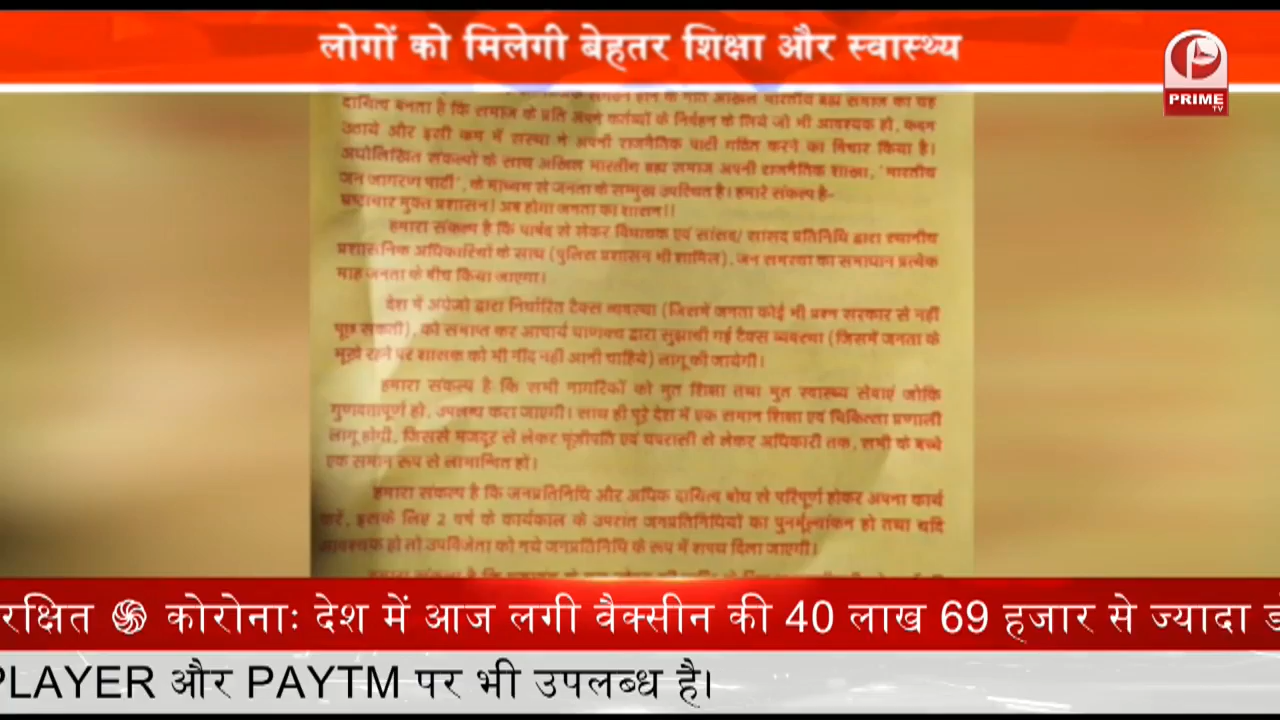 लोगों को मिलेगी बेहतर शिक्षा और स्वास्थ्य
PRIME
TV
दायित्व बनता है कि समाज के प्रति अपने कर्तव्यों के निर्वहन के लिये जो भी आवश्यक हो, कदम
उठाये और इसी क्रम में संस्था ने अपनी राजनैतिक पार्टी गठित करने का विचार किया है।
अधोलिखित संकल्पों के साथ अखिल भारतीय ब्रह्म समाज अपनी राजनैतिक शाखा, 'भारतीय
जन जागरण पार्टी', के माध्यम से जनता के सम्मुख उपस्थित है। हमारे संकल्प है-
भ्रष्टाचार मुक्त प्रशासन! अब होगा जनता का शासन!!
हमारा संकल्प है कि पार्षद से लेकर विधायक एवं सांसद/ सांसद प्रतिनिधि द्वारा स्थानीय
प्रशासनिक अधिकारियों के साथ (पुलिस प्रशासन भी शामिल), जन समस्या का समाधान प्रत्येक
माह जनता के बीच किया जाएगा।
देश में अंग्रेजो द्वारा निर्धारित टैक्स व्यवस्था (जिसमें जनता कोई भी प्रश्न सरकार से नहीं
पूछ सकती), को समाप्त कर आचार्य चाणक्य द्वारा सुझायी गई टैक्स व्यवस्था (जिसमें जनता के
भूखे रहने पर शासक को भी नींद नहीं आनी चाहिये) लागू की जायेगी।
हमारा संकल्प है कि सभी नागरिकों को मुत शिक्षा तथा मुत स्वास्थ्य सेवाएं जोकि
गुणवतापूर्ण हो, उपलब्ध करा जाएगी। साथ ही पूरे देश में एक समान शिक्षा एवं चिकित्सा प्रणाली
लागू होगी, जिससे मजदूर से लेकर पूंजीपति एवं चपरासी से लेकर अधिकारी तक, सभी के बच्चे
एक समान रूप से लाभान्वित हों।
हमारा संकल्प है कि जनप्रतिनिधि और अधिक दायित्व बोध से परिपूर्ण होकर अपना कार्य
करें, इसके लिए 2 वर्ष के कार्यकाल के उपरांत जनप्रतिनिधियों का पुनर्मूल्यांकन हो तथा यदि
आवश्यक हो तो उपविजेता को नये जनप्रतिनिधि के रूप में शपथ दिला जाएगी।
रक्षित कोरोनाः देश में आज लगी वैक्सीन की 40 लाख 69 हजार से ज्यादा
PLAYER और PAYTM पर भी उपलब्ध है।